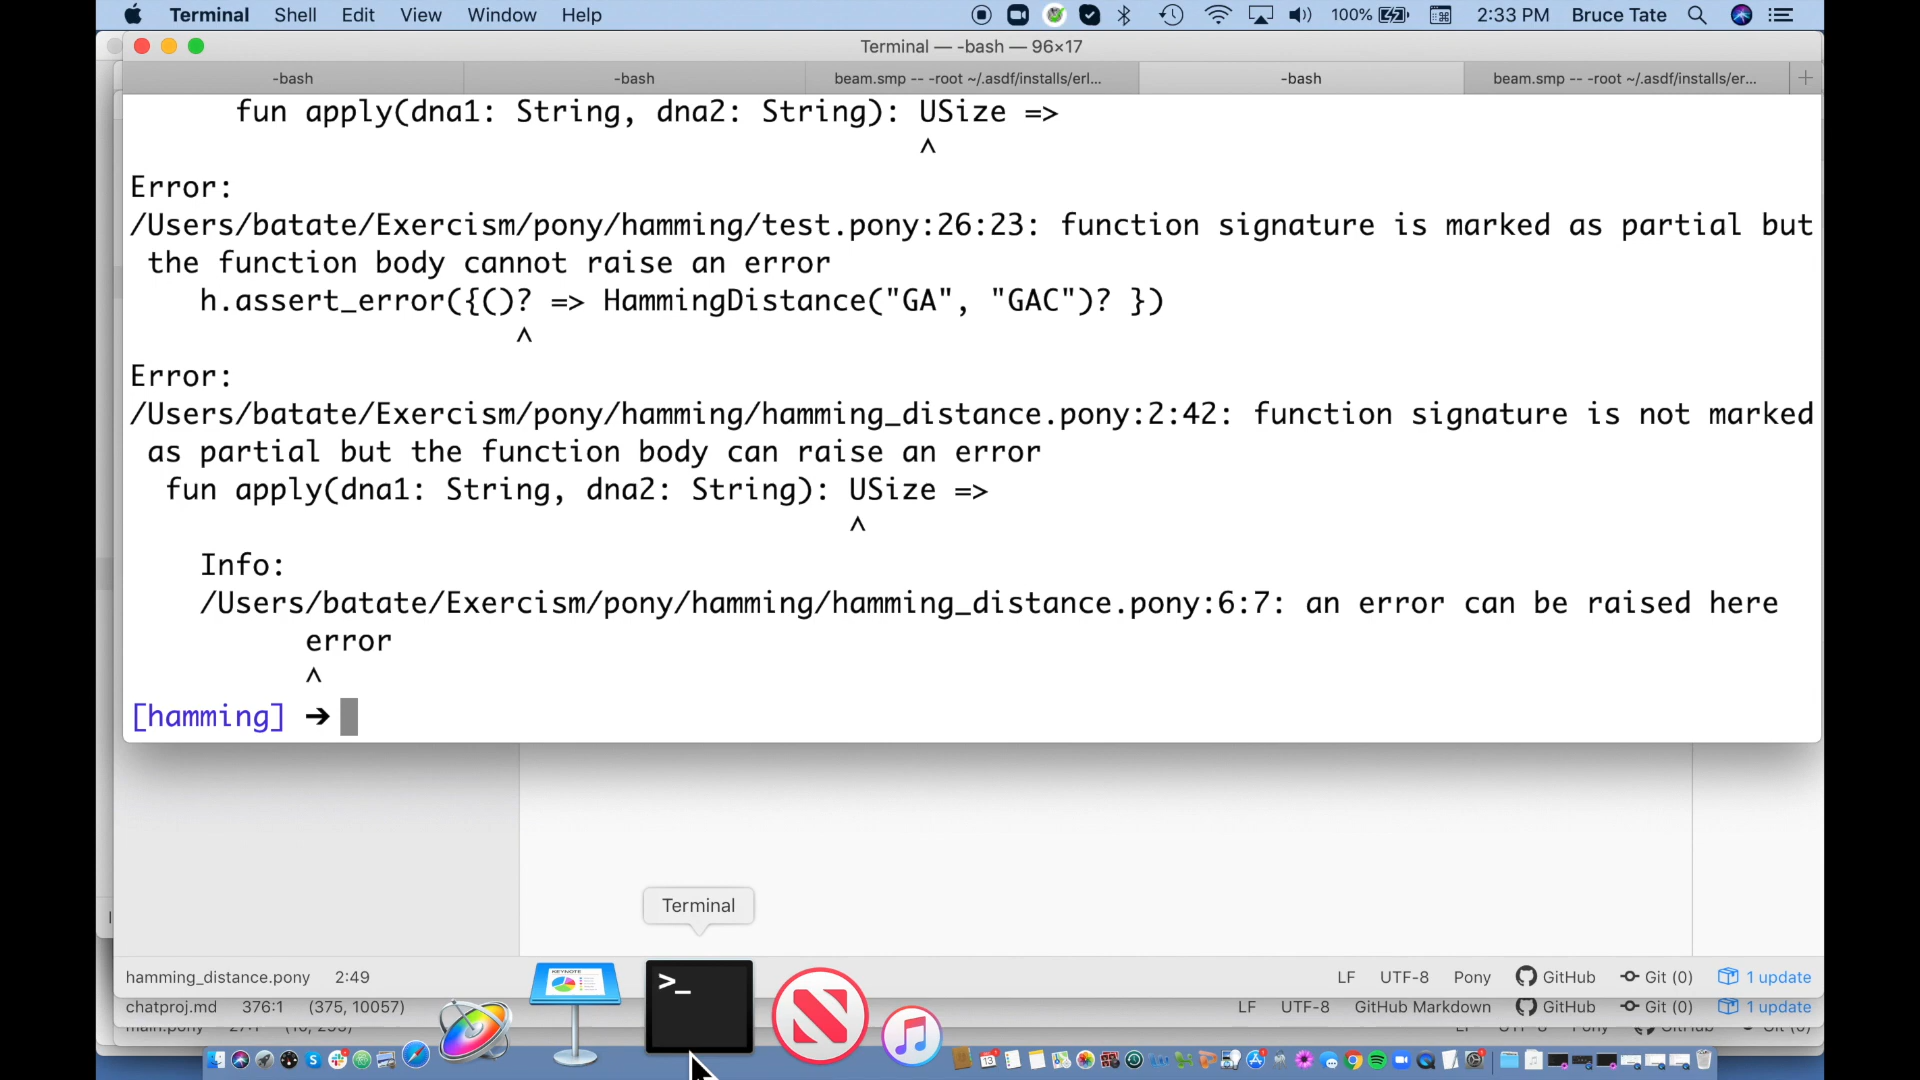 Terminal Shell Edit View Window Help 100% 2:33 PM Bruce Tate
Terminal — -bash — 96×17
-bash -bash beam.smp -- -root ~/.asdf/installs/erl... -bash beam.smp -- -root ~/.asdf/installs/er... +
fun apply(dna1: String, dna2: String): USize =>
^
Error:
/Users/batate/Exercism/pony/hamming/test.pony:26:23: function signature is marked as partial but
the function body cannot raise an error
h.assert_error({()? => HammingDistance("GA", "GAC")? })
^
Error:
/Users/batate/Exercism/pony/hamming/hamming_distance.pony:2:42: function signature is not marked
as partial but the function body can raise an error
fun apply(dna1: String, dna2: String): USize =>
^
Info:
/Users/batate/Exercism/pony/hamming/hamming_distance.pony:6:7: an error can be raised here
error
^
[hamming] ➔
Terminal
hamming_distance.pony 2:49 LF UTF-8 Pony GitHub Git (0) 1 update
chatproj.md 376:1 (375, 10057) LF UTF-8 GitHub Markdown GitHub Git (0) 1 update
KEYNOTE
>_